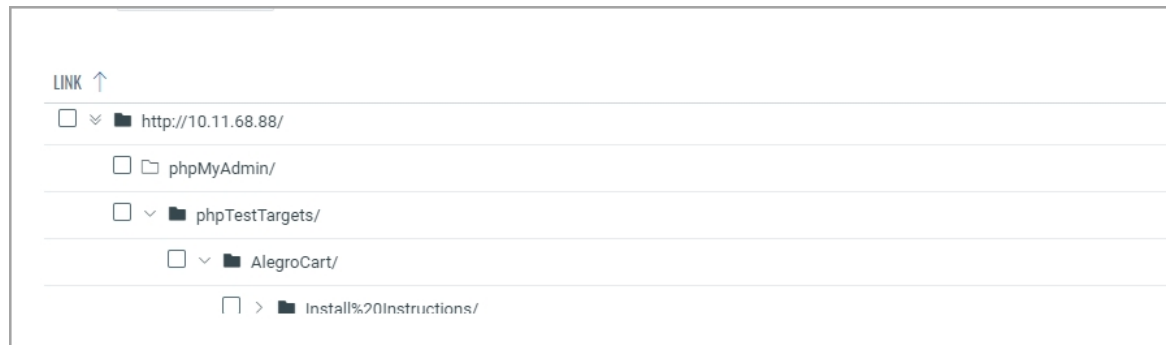 LINK ↑
http://10.11.68.88/
phpMyAdmin/
phpTestTargets/
AlegroCart/
Install%20Instructions/